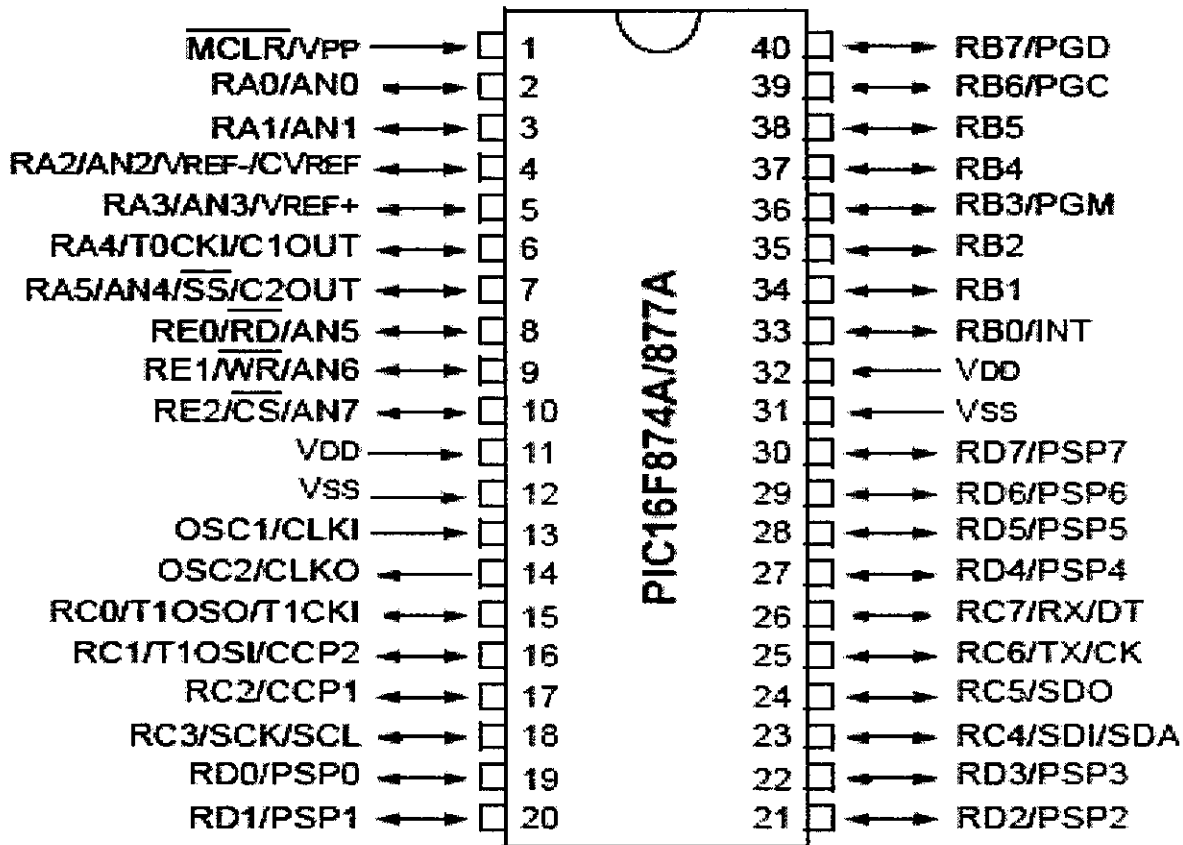 MCLR/VPP 1 40 RB7/PGD
RA0/AN0 2 39 RB6/PGC
RA1/AN1 3 38 RB5
RA2/AN2/VREF-/CVREF 4 37 RB4
RA3/AN3/VREF+ 5 36 RB3/PGM
RA4/T0CKI/C1OUT 6 35 RB2
RA5/AN4/SS/C2OUT 7 34 RB1
RE0/RD/AN5 8 33 RB0/INT
RE1/WR/AN6 9 32 VDD
RE2/CS/AN7 10 31 VSS
VDD 11 30 RD7/PSP7
VSS 12 29 RD6/PSP6
OSC1/CLKI 13 28 RD5/PSP5
OSC2/CLKO 14 27 RD4/PSP4
RC0/T1OSO/T1CKI 15 26 RC7/RX/DT
RC1/T1OSI/CCP2 16 25 RC6/TX/CK
RC2/CCP1 17 24 RC5/SDO
RC3/SCK/SCL 18 23 RC4/SDI/SDA
RD0/PSP0 19 22 RD3/PSP3
RD1/PSP1 20 21 RD2/PSP2
PIC16F874A/877A